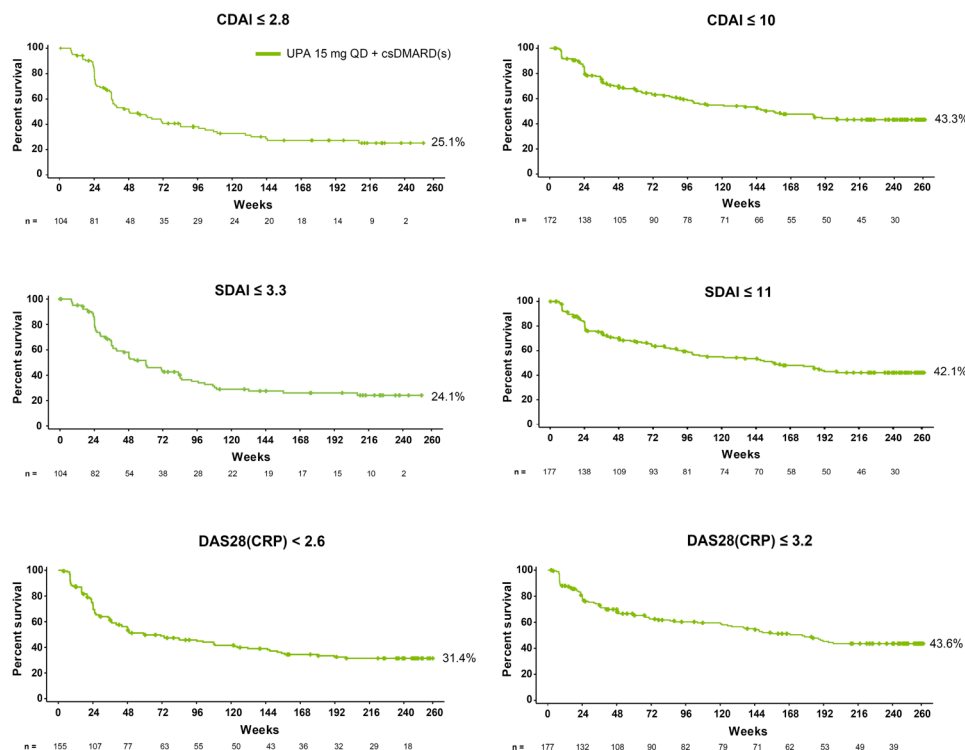 CDAI ≤ 2.8
UPA 15 mg QD + csDMARD(s)
Percent survival
100
80
60
40
20
0
25.1%
0 24 48 72 96 120 144 168 192 216 240 260
Weeks
n = 104 81 48 35 29 24 20 18 14 9 2
CDAI ≤ 10
Percent survival
100
80
60
40
20
0
43.3%
0 24 48 72 96 120 144 168 192 216 240 260
Weeks
n = 172 138 105 90 78 71 66 55 50 45 30
SDAI ≤ 3.3
Percent survival
100
80
60
40
20
0
24.1%
0 24 48 72 96 120 144 168 192 216 240 260
Weeks
n = 104 82 54 38 28 22 19 17 15 10 2
SDAI ≤ 11
Percent survival
100
80
60
40
20
0
42.1%
0 24 48 72 96 120 144 168 192 216 240 260
Weeks
n = 177 138 109 93 81 74 70 58 50 46 30
DAS28(CRP) < 2.6
Percent survival
100
80
60
40
20
0
31.4%
0 24 48 72 96 120 144 168 192 216 240 260
Weeks
n = 155 107 77 63 55 50 43 36 32 29 18
DAS28(CRP) ≤ 3.2
Percent survival
100
80
60
40
20
0
43.6%
0 24 48 72 96 120 144 168 192 216 240 260
Weeks
n = 177 132 108 90 82 79 71 62 53 49 39